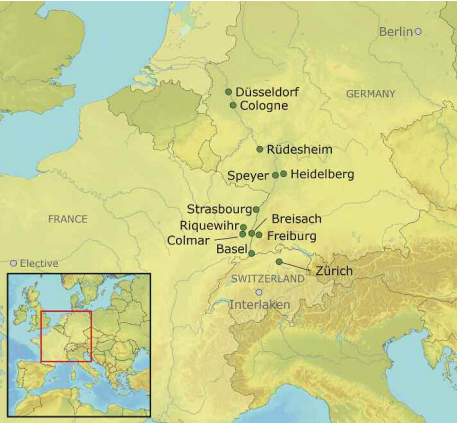 Berlin
Düsseldorf
Cologne
GERMANY
Rüdesheim
Speyer
Heidelberg
Strasbourg
FRANCE
Riquewihr
Breisach
Colmar
Freiburg
Basel
Elective
Zürich
SWITZERLAND
Interlaken